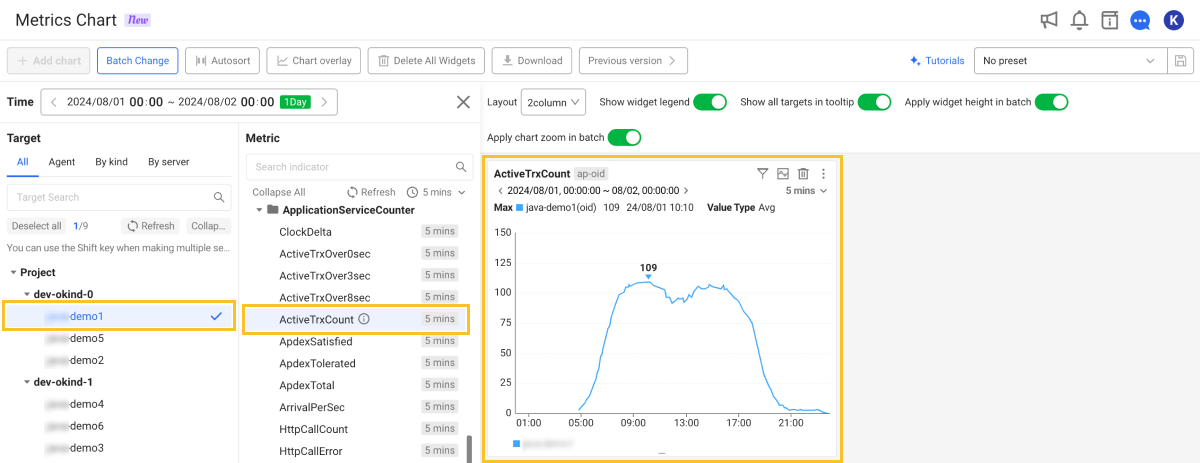 Metrics Chart New
K
+ Add chart Batch Change Autosort Chart overlay Delete All Widgets Download Previous version Tutorials No preset
Time 2024/08/01 00:00 ~ 2024/08/02 00:00 1Day
Layout 2column Show widget legend Show all targets in tooltip Apply widget height in batch
Apply chart zoom in batch
Target
All Agent By kind By server
Target Search
Deselect all 1/9 Refresh Collap...
You can use the Shift key when making multiple se...
Project
dev-okind-0
-demo1
-demo5
-demo2
dev-okind-1
-demo4
-demo6
-demo3
Metric
Search indicator
Collapse All Refresh 5 mins
ApplicationServiceCounter
ClockDelta 5 mins
ActiveTrxOver0sec 5 mins
ActiveTrxOver3sec 5 mins
ActiveTrxOver8sec 5 mins
ActiveTrxCount 5 mins
ApdexSatisfied 5 mins
ApdexTolerated 5 mins
ApdexTotal 5 mins
ArrivalPerSec 5 mins
HttpCallCount 5 mins
HttpCallError 5 mins
ActiveTrxCount ap-oid
2024/08/01, 00:00:00 ~ 08/02, 00:00:00 5 mins
Max java-demo1(oid) 109 24/08/01 10:10 Value Type Avg
150
125
100
75
50
25
0
109
01:00 05:00 09:00 13:00 17:00 21:00